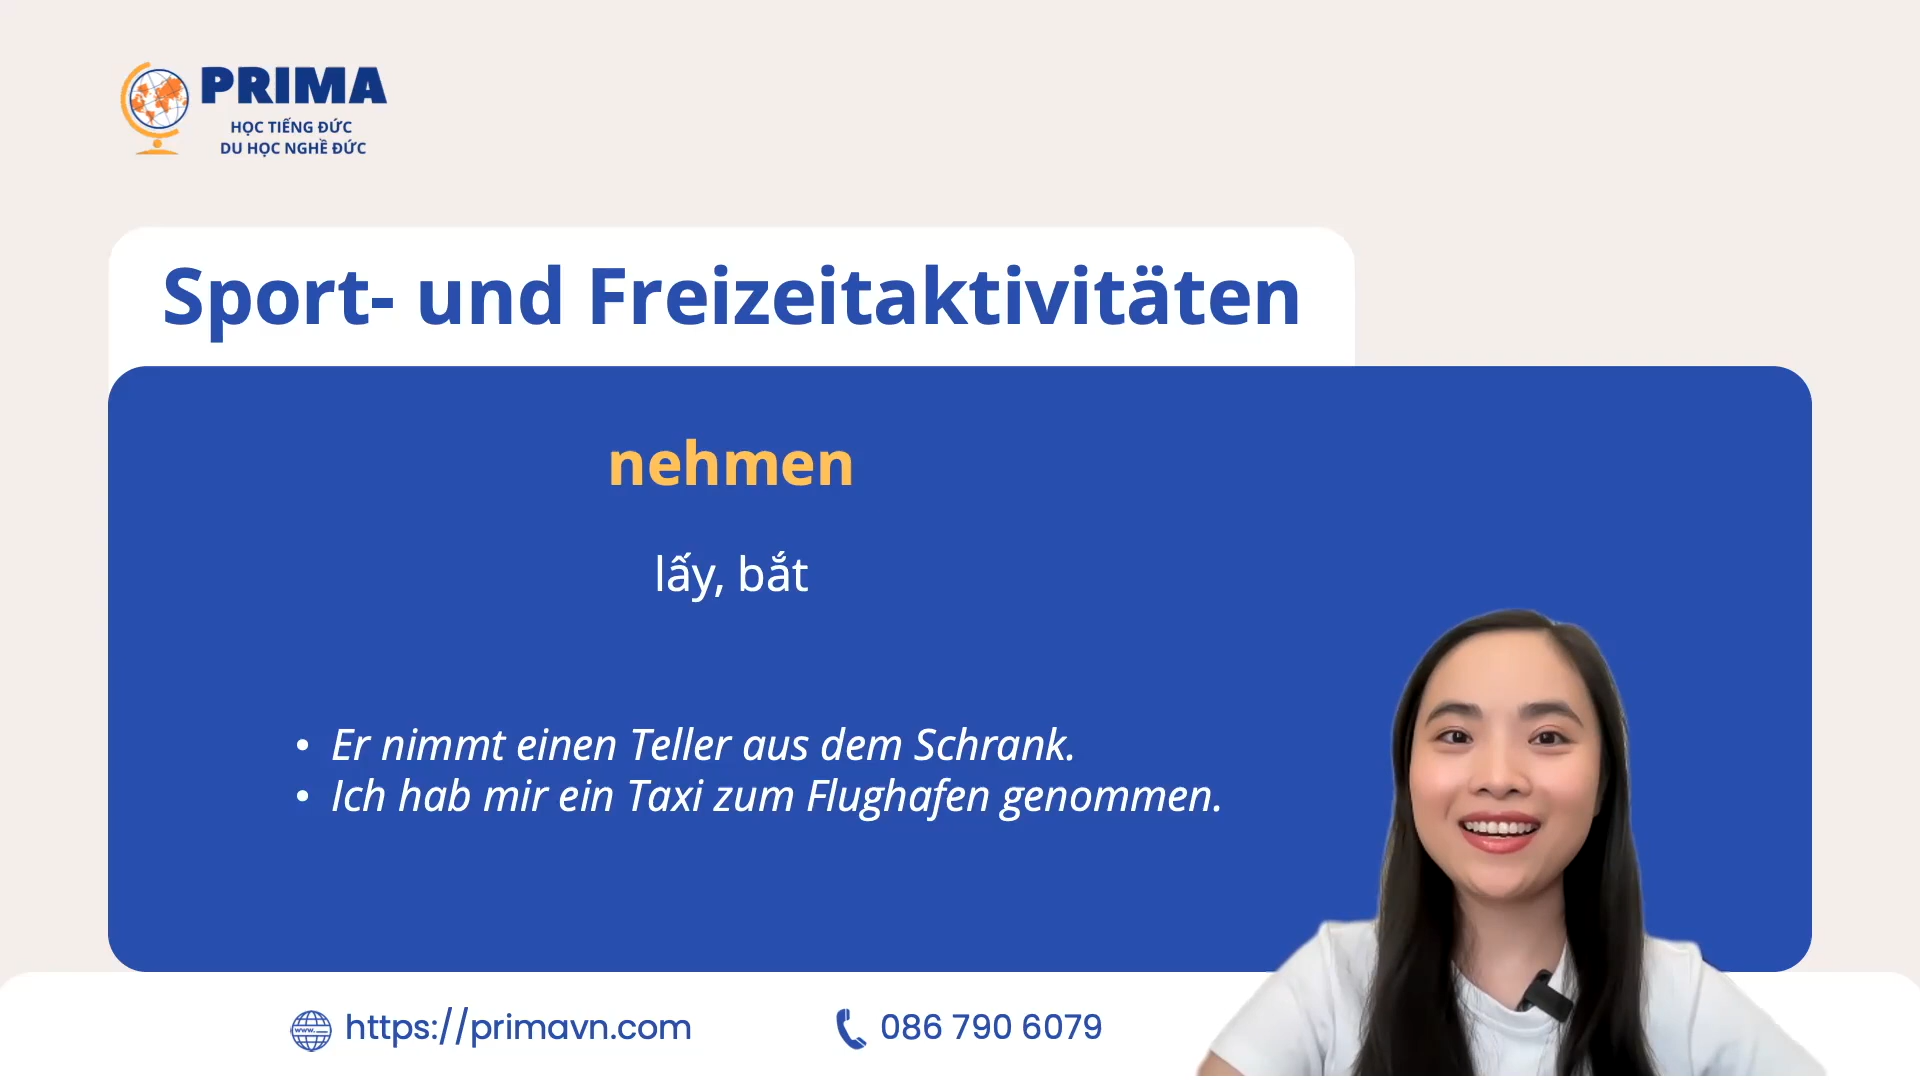 PRIMA
HỌC TIẾNG ĐỨC
DU HỌC NGHỀ ĐỨC
Sport- und Freizeitaktivitäten
nehmen
lấy, bắt
• Er nimmt einen Teller aus dem Schrank.
• Ich hab mir ein Taxi zum Flughafen genommen.
www. https://primavn.com 086 790 6079